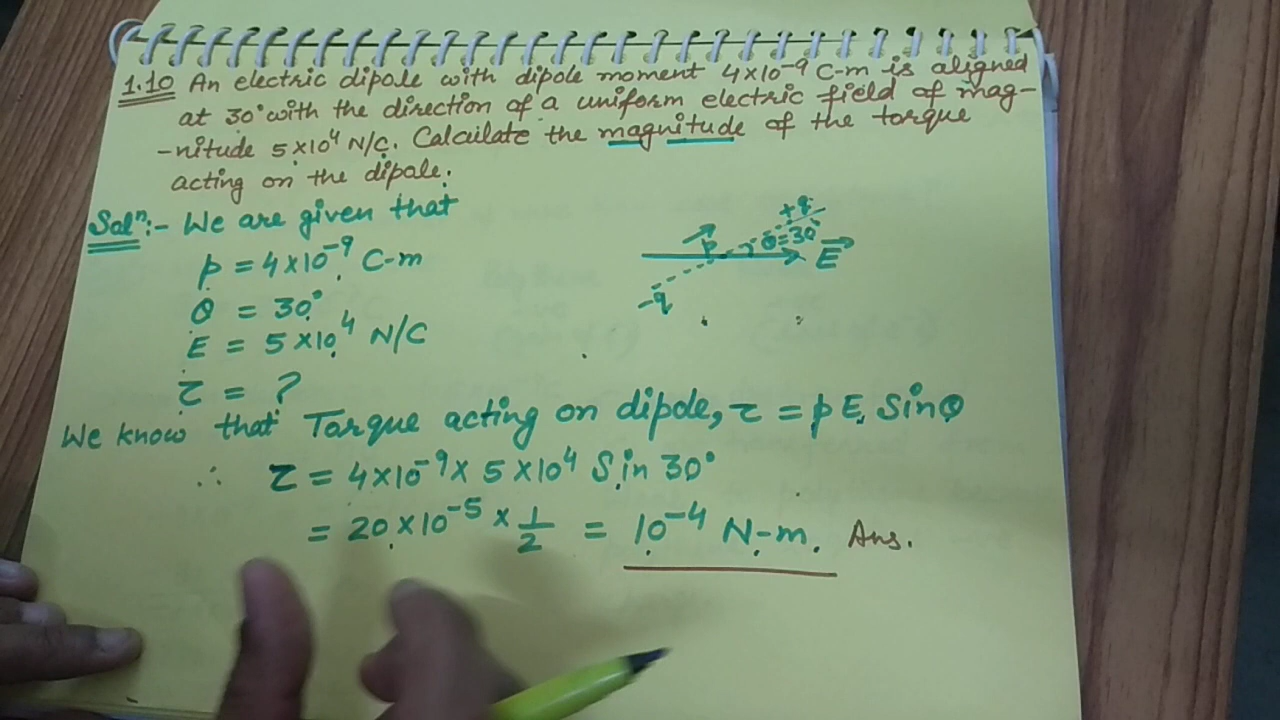 1.10 An electric dipole with dipole moment 4×10⁻⁹ C-m is aligned
at 30° with the direction of a uniform electric field of mag-
-nitude 5×10⁴ N/C. Calculate the magnitude of the torque
acting on the dipole.
Solⁿ:- We are given that
p = 4×10⁻⁹ C-m
θ = 30°
E = 5×10⁴ N/C
τ = ?
+q
p θ=30° E
-q
We know that Torque acting on dipole, τ = pE Sinθ
∴ τ = 4×10⁻⁹ × 5×10⁴ Sin 30°
= 20×10⁻⁵ × 1/2 = 10⁻⁴ N-m. Ans.